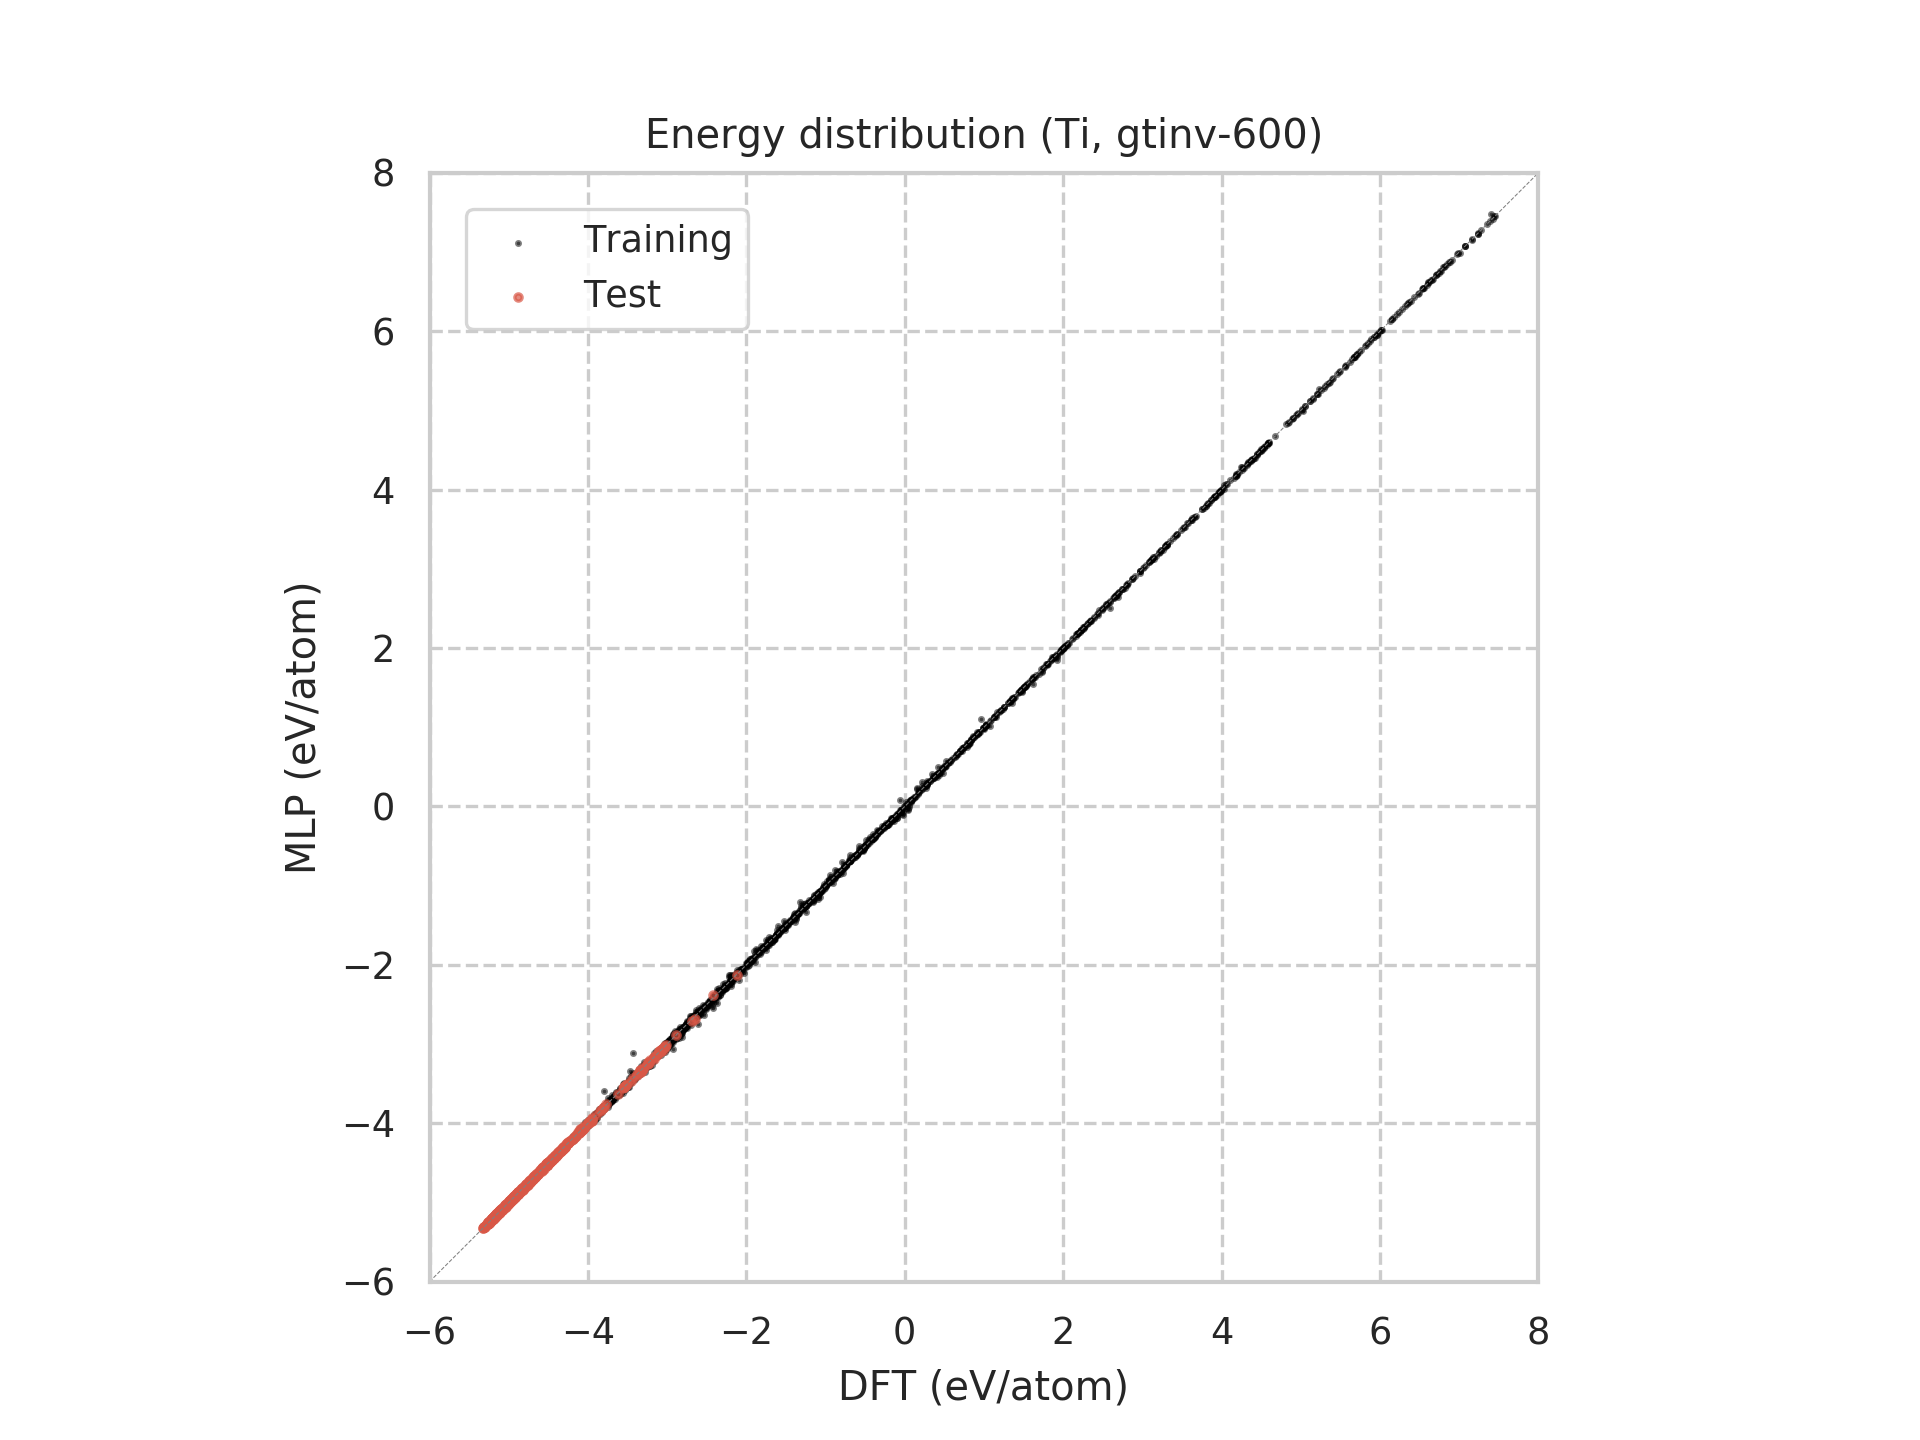 Energy distribution (Ti, gtinv-600)
Training
Test
8
6
4
2
0
−2
−4
−6
MLP (eV/atom)
−6 −4 −2 0 2 4 6 8
DFT (eV/atom)